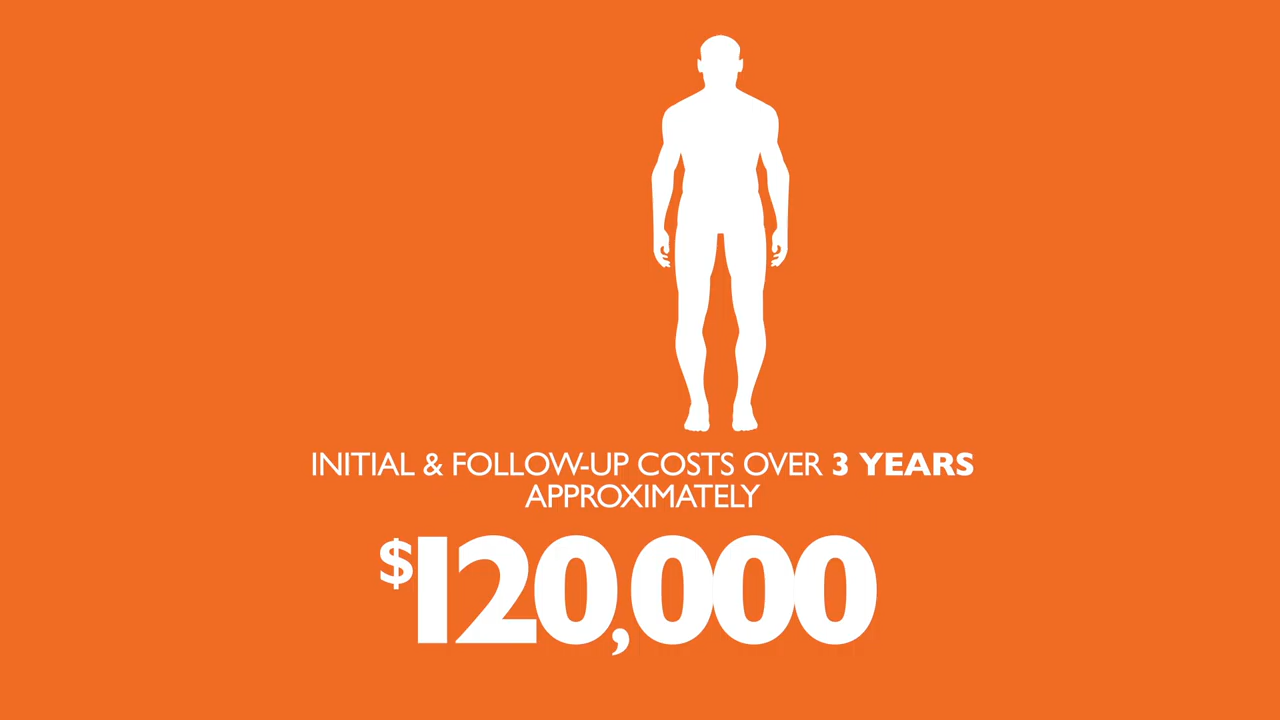 INITIAL & FOLLOW-UP COSTS OVER 3 YEARS
APPROXIMATELY
$120,000